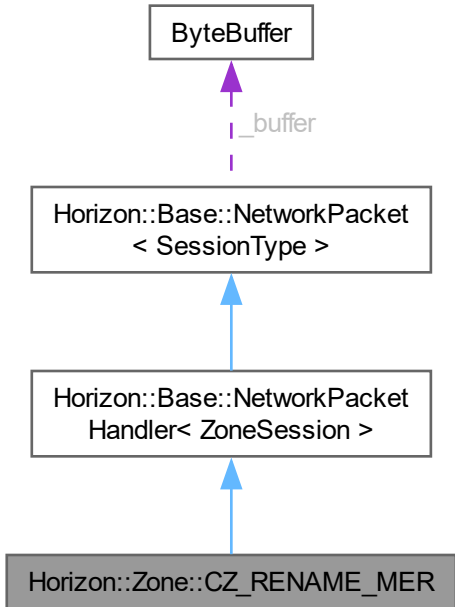 ByteBuffer
_buffer
Horizon::Base::NetworkPacket
< SessionType >
Horizon::Base::NetworkPacket
Handler< ZoneSession >
Horizon::Zone::CZ_RENAME_MER